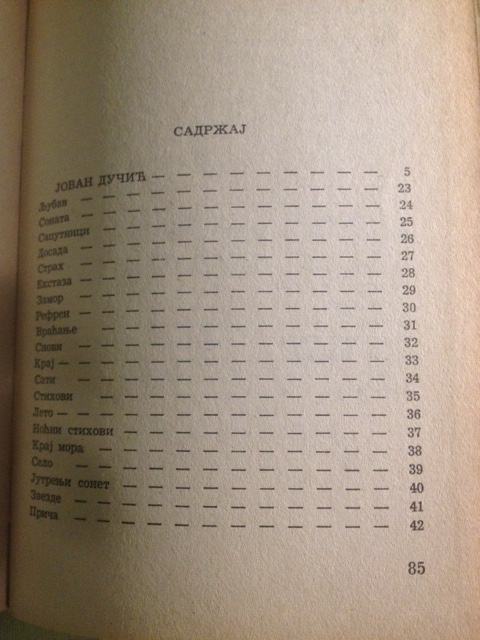 САДРЖАЈ
ЈОВАН ДУЧИЋ — — — — — — — — — 5
Љубав — — — — — — — — — — — 23
Соната — — — — — — — — — — — 24
Сапутници — — — — — — — — — — 25
Досада — — — — — — — — — — — 26
Страх — — — — — — — — — — — 27
Екстаза — — — — — — — — — — — 28
Замор — — — — — — — — — — — 29
Рефрен — — — — — — — — — — — 30
Враћање — — — — — — — — — — — 31
Снови — — — — — — — — — — — 32
Крај — — — — — — — — — — — — 33
Сати — — — — — — — — — — — 34
Стихови — — — — — — — — — — — 35
Лето — — — — — — — — — — — — 36
Ноћни стихови — — — — — — — — — — 37
Крај мора — — — — — — — — — — — 38
Село — — — — — — — — — — — 39
Јутрењи сонет — — — — — — — — — — 40
Звезде — — — — — — — — — — — 41
Прича — — — — — — — — — — — 42
85